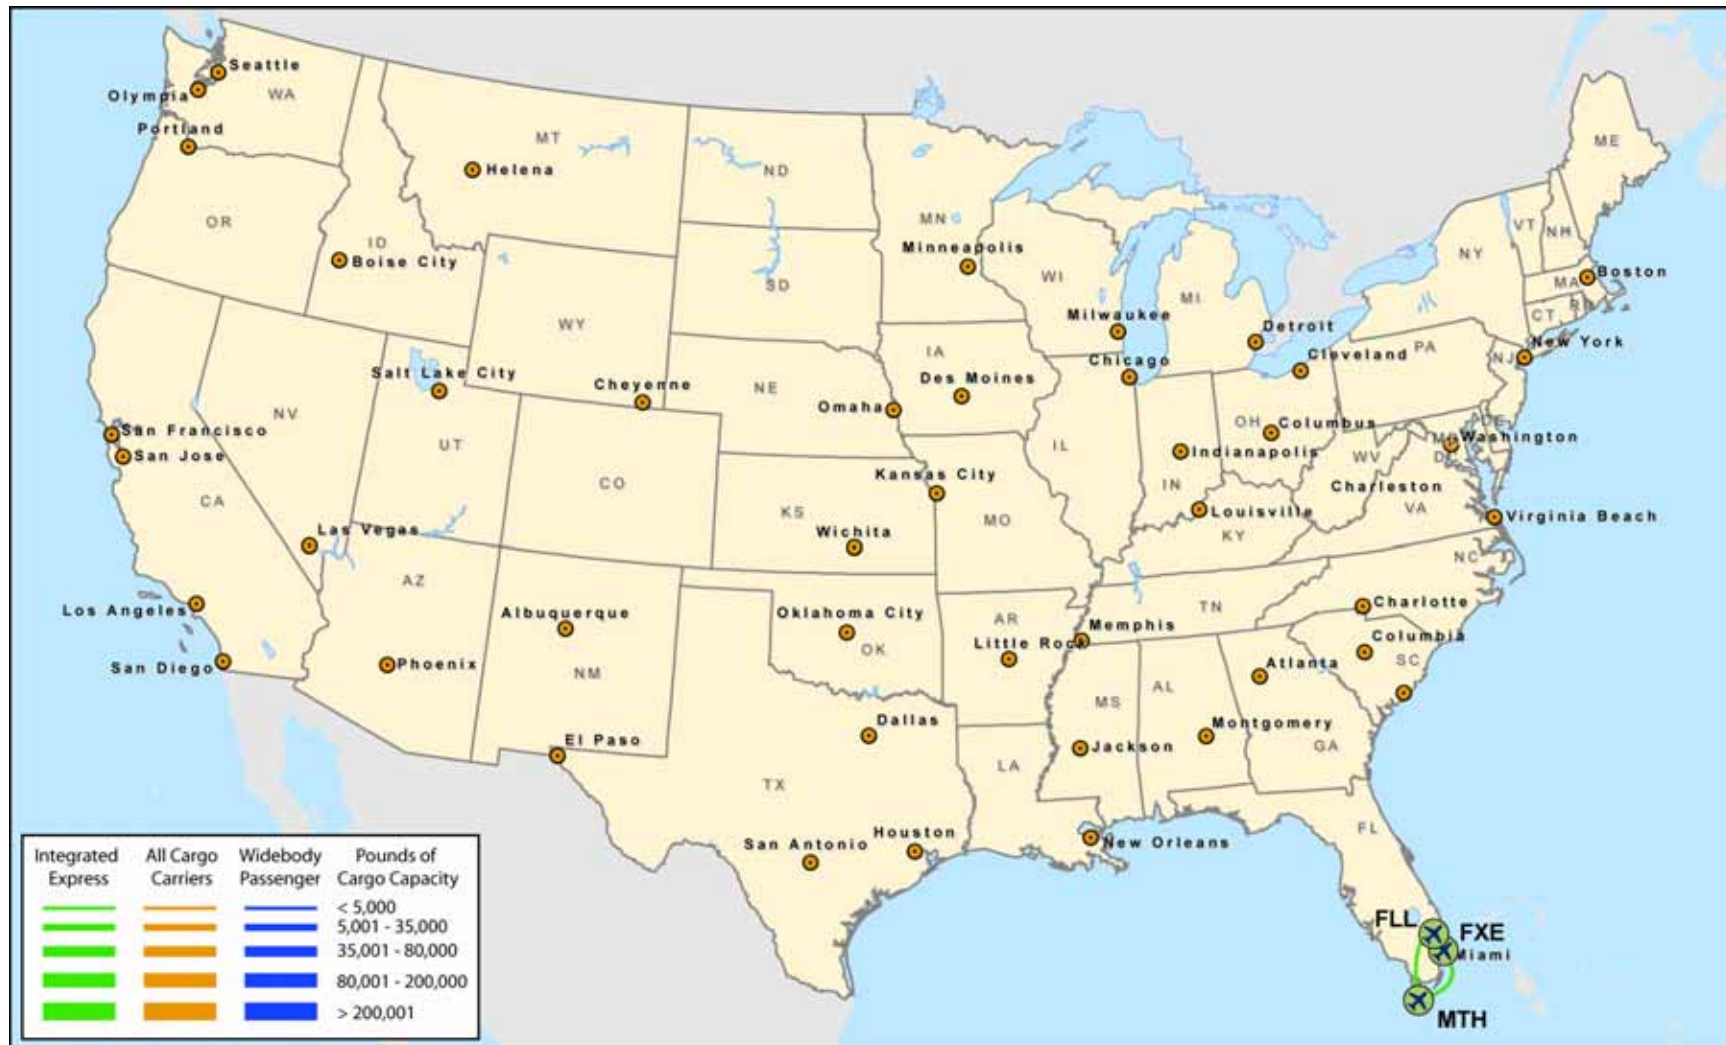 Seattle
WA
Olympia
Portland
MT
Helena
ND
ME
OR
ID
Boise City
MN
Minneapolis
SD
WY
WI
MI
NY
VT
NH
MA
Boston
CT
Milwaukee
Detroit
Cleveland
PA
NJ
New York
Chicago
IA
Des Moines
Salt Lake City
Cheyenne
NE
Omaha
NV
UT
San Francisco
San Jose
CA
CO
Kansas City
KS
Wichita
MO
IL
IN
Indianapolis
OH
Columbus
WV
Washington
Charleston
VA
Virginia Beach
Louisville
KY
NC
Las Vegas
AZ
Los Angeles
San Diego
Phoenix
Albuquerque
NM
Oklahoma City
OK
AR
Little Rock
Memphis
TN
Charlotte
Columbia
SC
Atlanta
MS
AL
Montgomery
GA
Jackson
Dallas
El Paso
TX
LA
San Antonio
Houston
New Orleans
FL
FLL
FXE
Miami
MTH
Integrated Express
All Cargo Carriers
Widebody Passenger
Pounds of Cargo Capacity
< 5,000
5,001 - 35,000
35,001 - 80,000
80,001 - 200,000
> 200,001